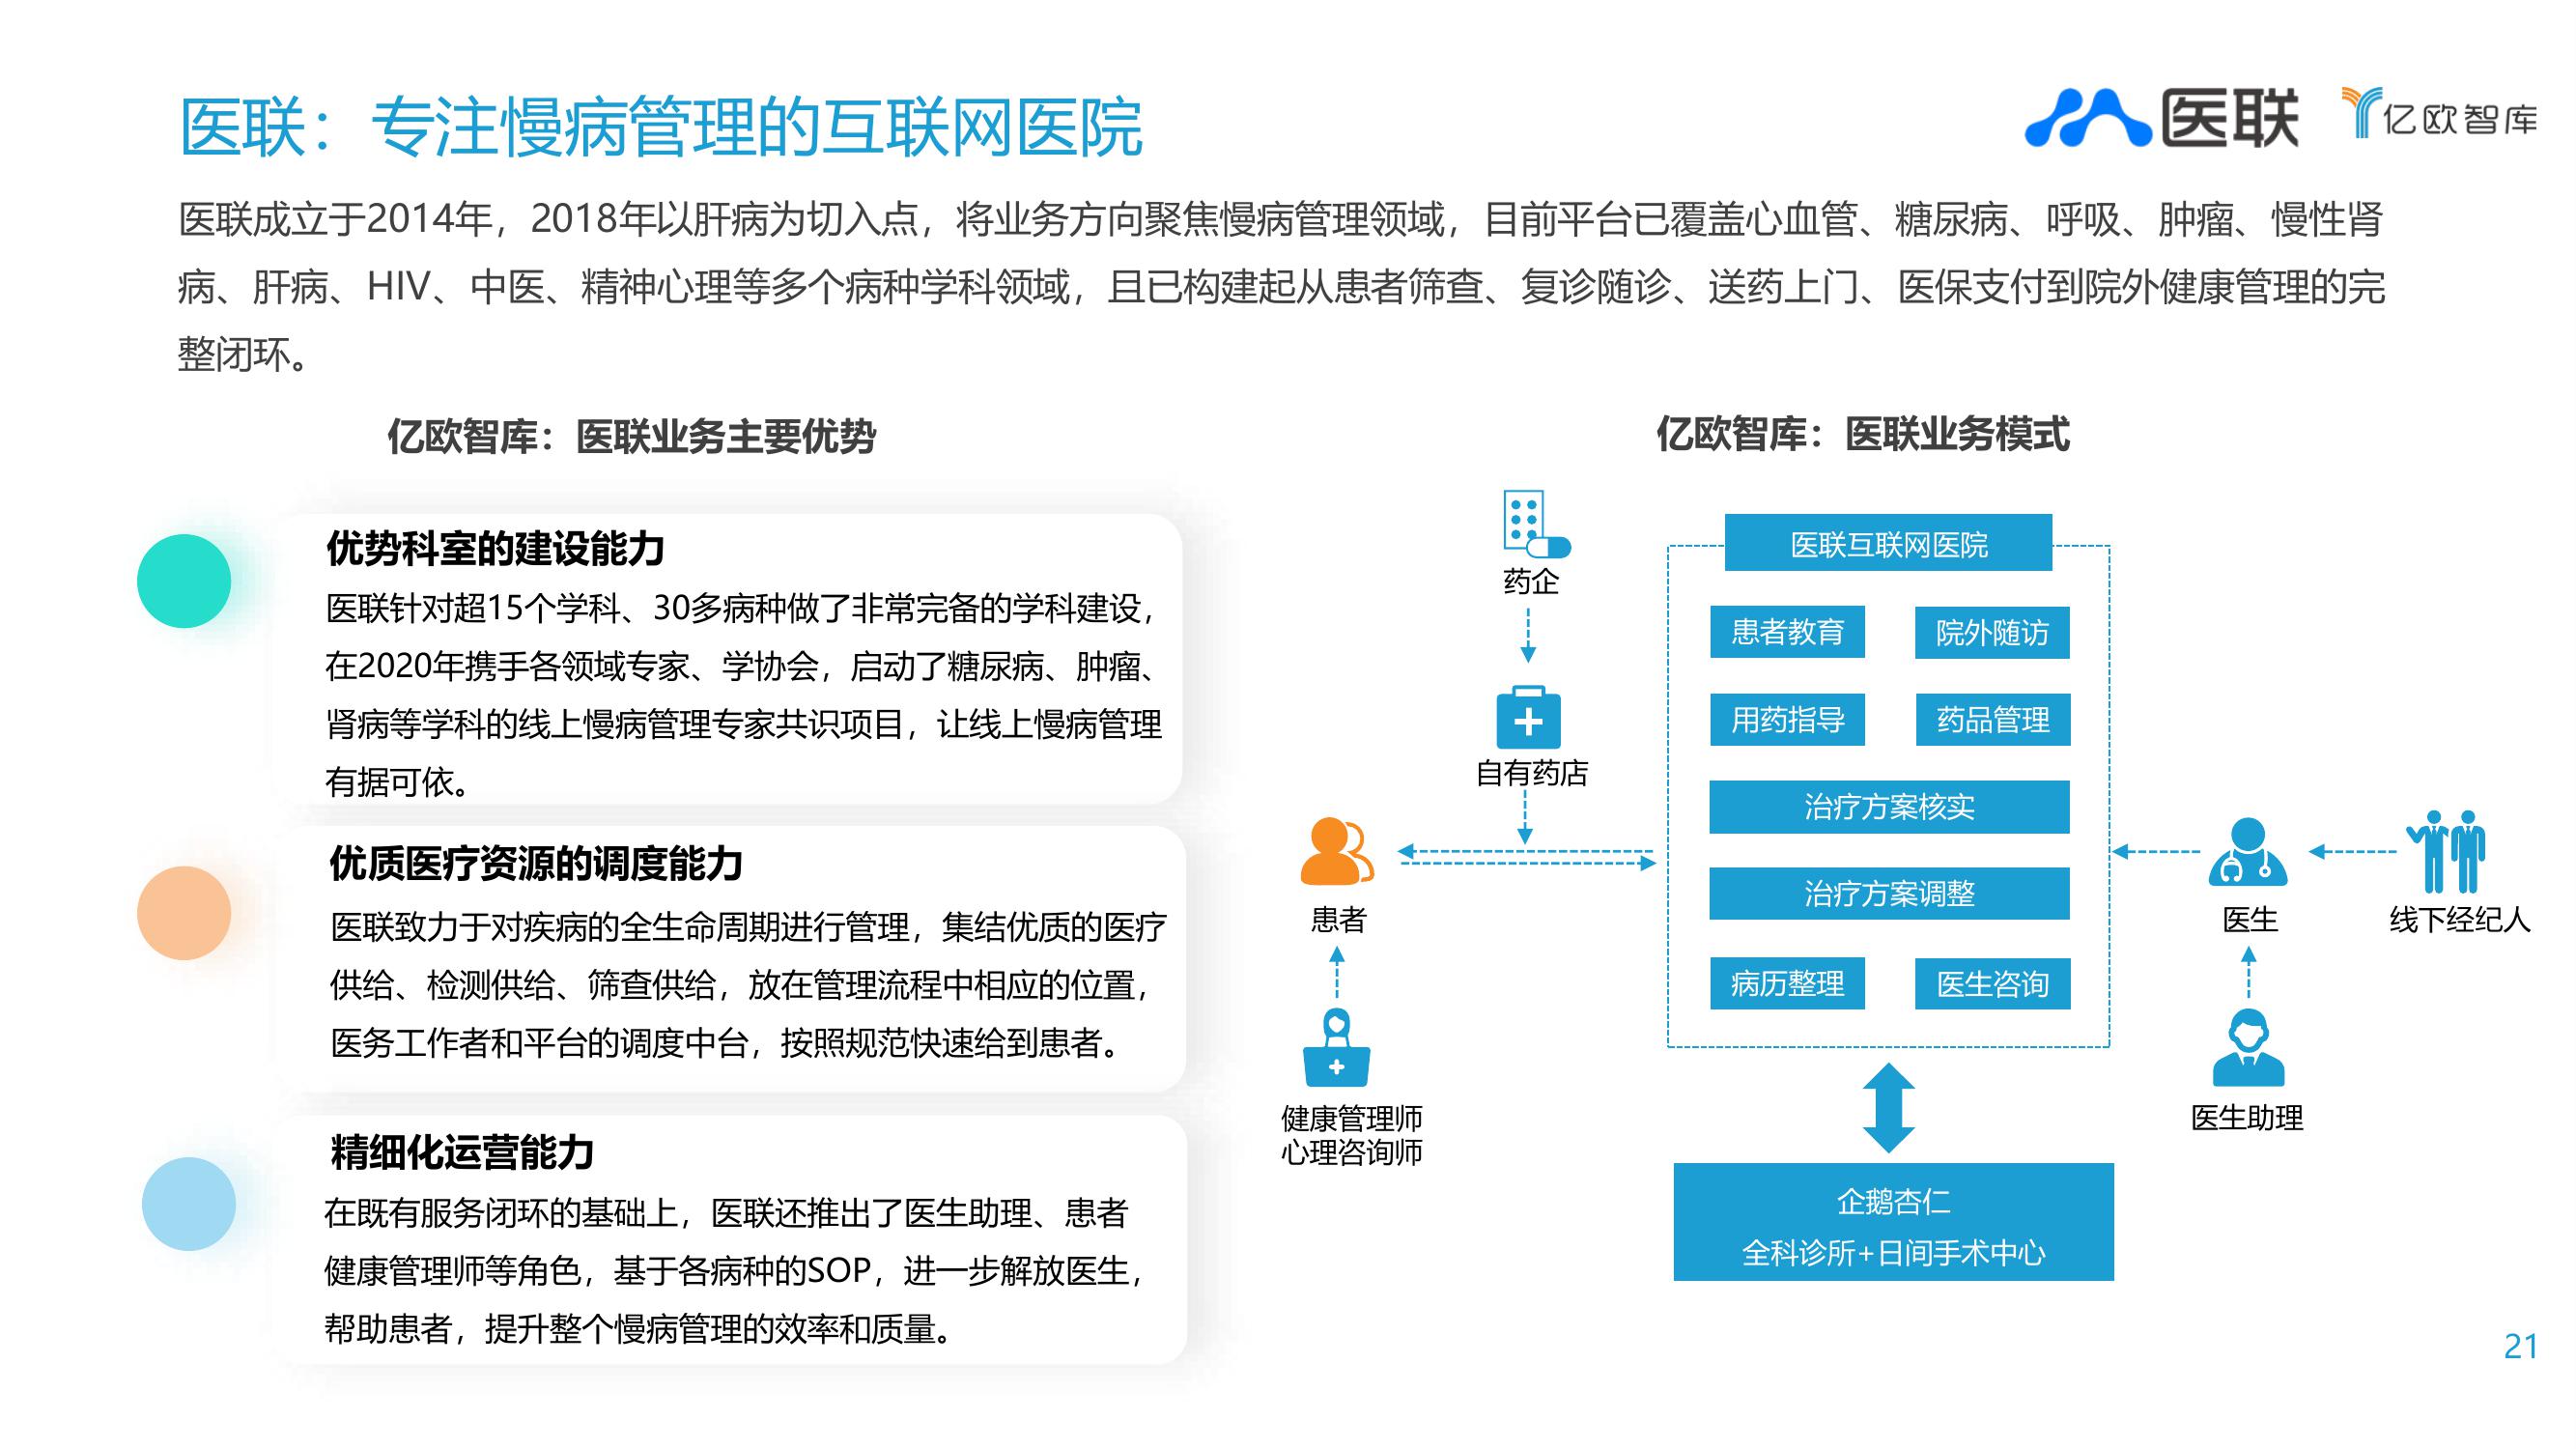 医联：专注慢病管理的互联网医院
医联
亿欧智库
医联成立于2014年，2018年以肝病为切入点，将业务方向聚焦慢病管理领域，目前平台已覆盖心血管、糖尿病、呼吸、肿瘤、慢性肾
病、肝病、HIV、中医、精神心理等多个病种学科领域，且已构建起从患者筛查、复诊随诊、送药上门、医保支付到院外健康管理的完
整闭环。
亿欧智库：医联业务主要优势
优势科室的建设能力
医联针对超15个学科、30多病种做了非常完备的学科建设，
在2020年携手各领域专家、学协会，启动了糖尿病、肿瘤、
肾病等学科的线上慢病管理专家共识项目，让线上慢病管理
有据可依。
优质医疗资源的调度能力
医联致力于对疾病的全生命周期进行管理，集结优质的医疗
供给、检测供给、筛查供给，放在管理流程中相应的位置，
医务工作者和平台的调度中台，按照规范快速给到患者。
精细化运营能力
在既有服务闭环的基础上，医联还推出了医生助理、患者
健康管理师等角色，基于各病种的SOP，进一步解放医生，
帮助患者，提升整个慢病管理的效率和质量。
亿欧智库：医联业务模式
药企
自有药店
患者
健康管理师
心理咨询师
医联互联网医院
患者教育
院外随访
用药指导
药品管理
治疗方案核实
治疗方案调整
病历整理
医生咨询
医生
线下经纪人
医生助理
企鹅杏仁
全科诊所+日间手术中心
21